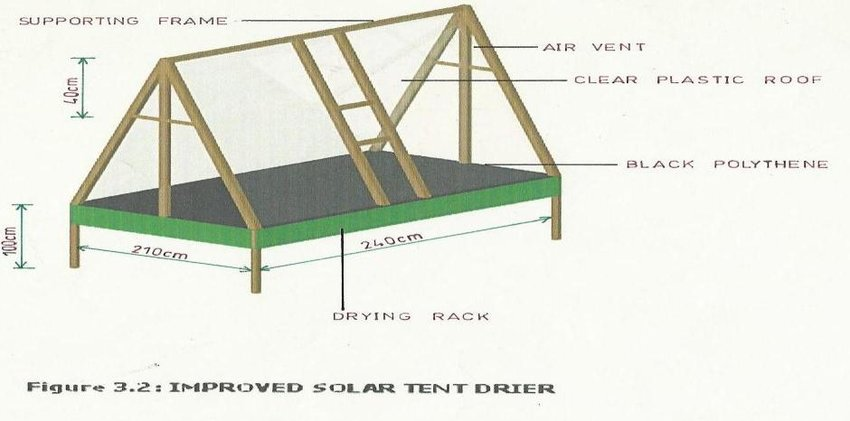 SUPPORTING FRAME
AIR VENT
40cm
CLEAR PLASTIC ROOF
BLACK POLYTHENE
100cm
210cm
240cm
DRYING RACK
Figure 3.2: IMPROVED SOLAR TENT DRIER